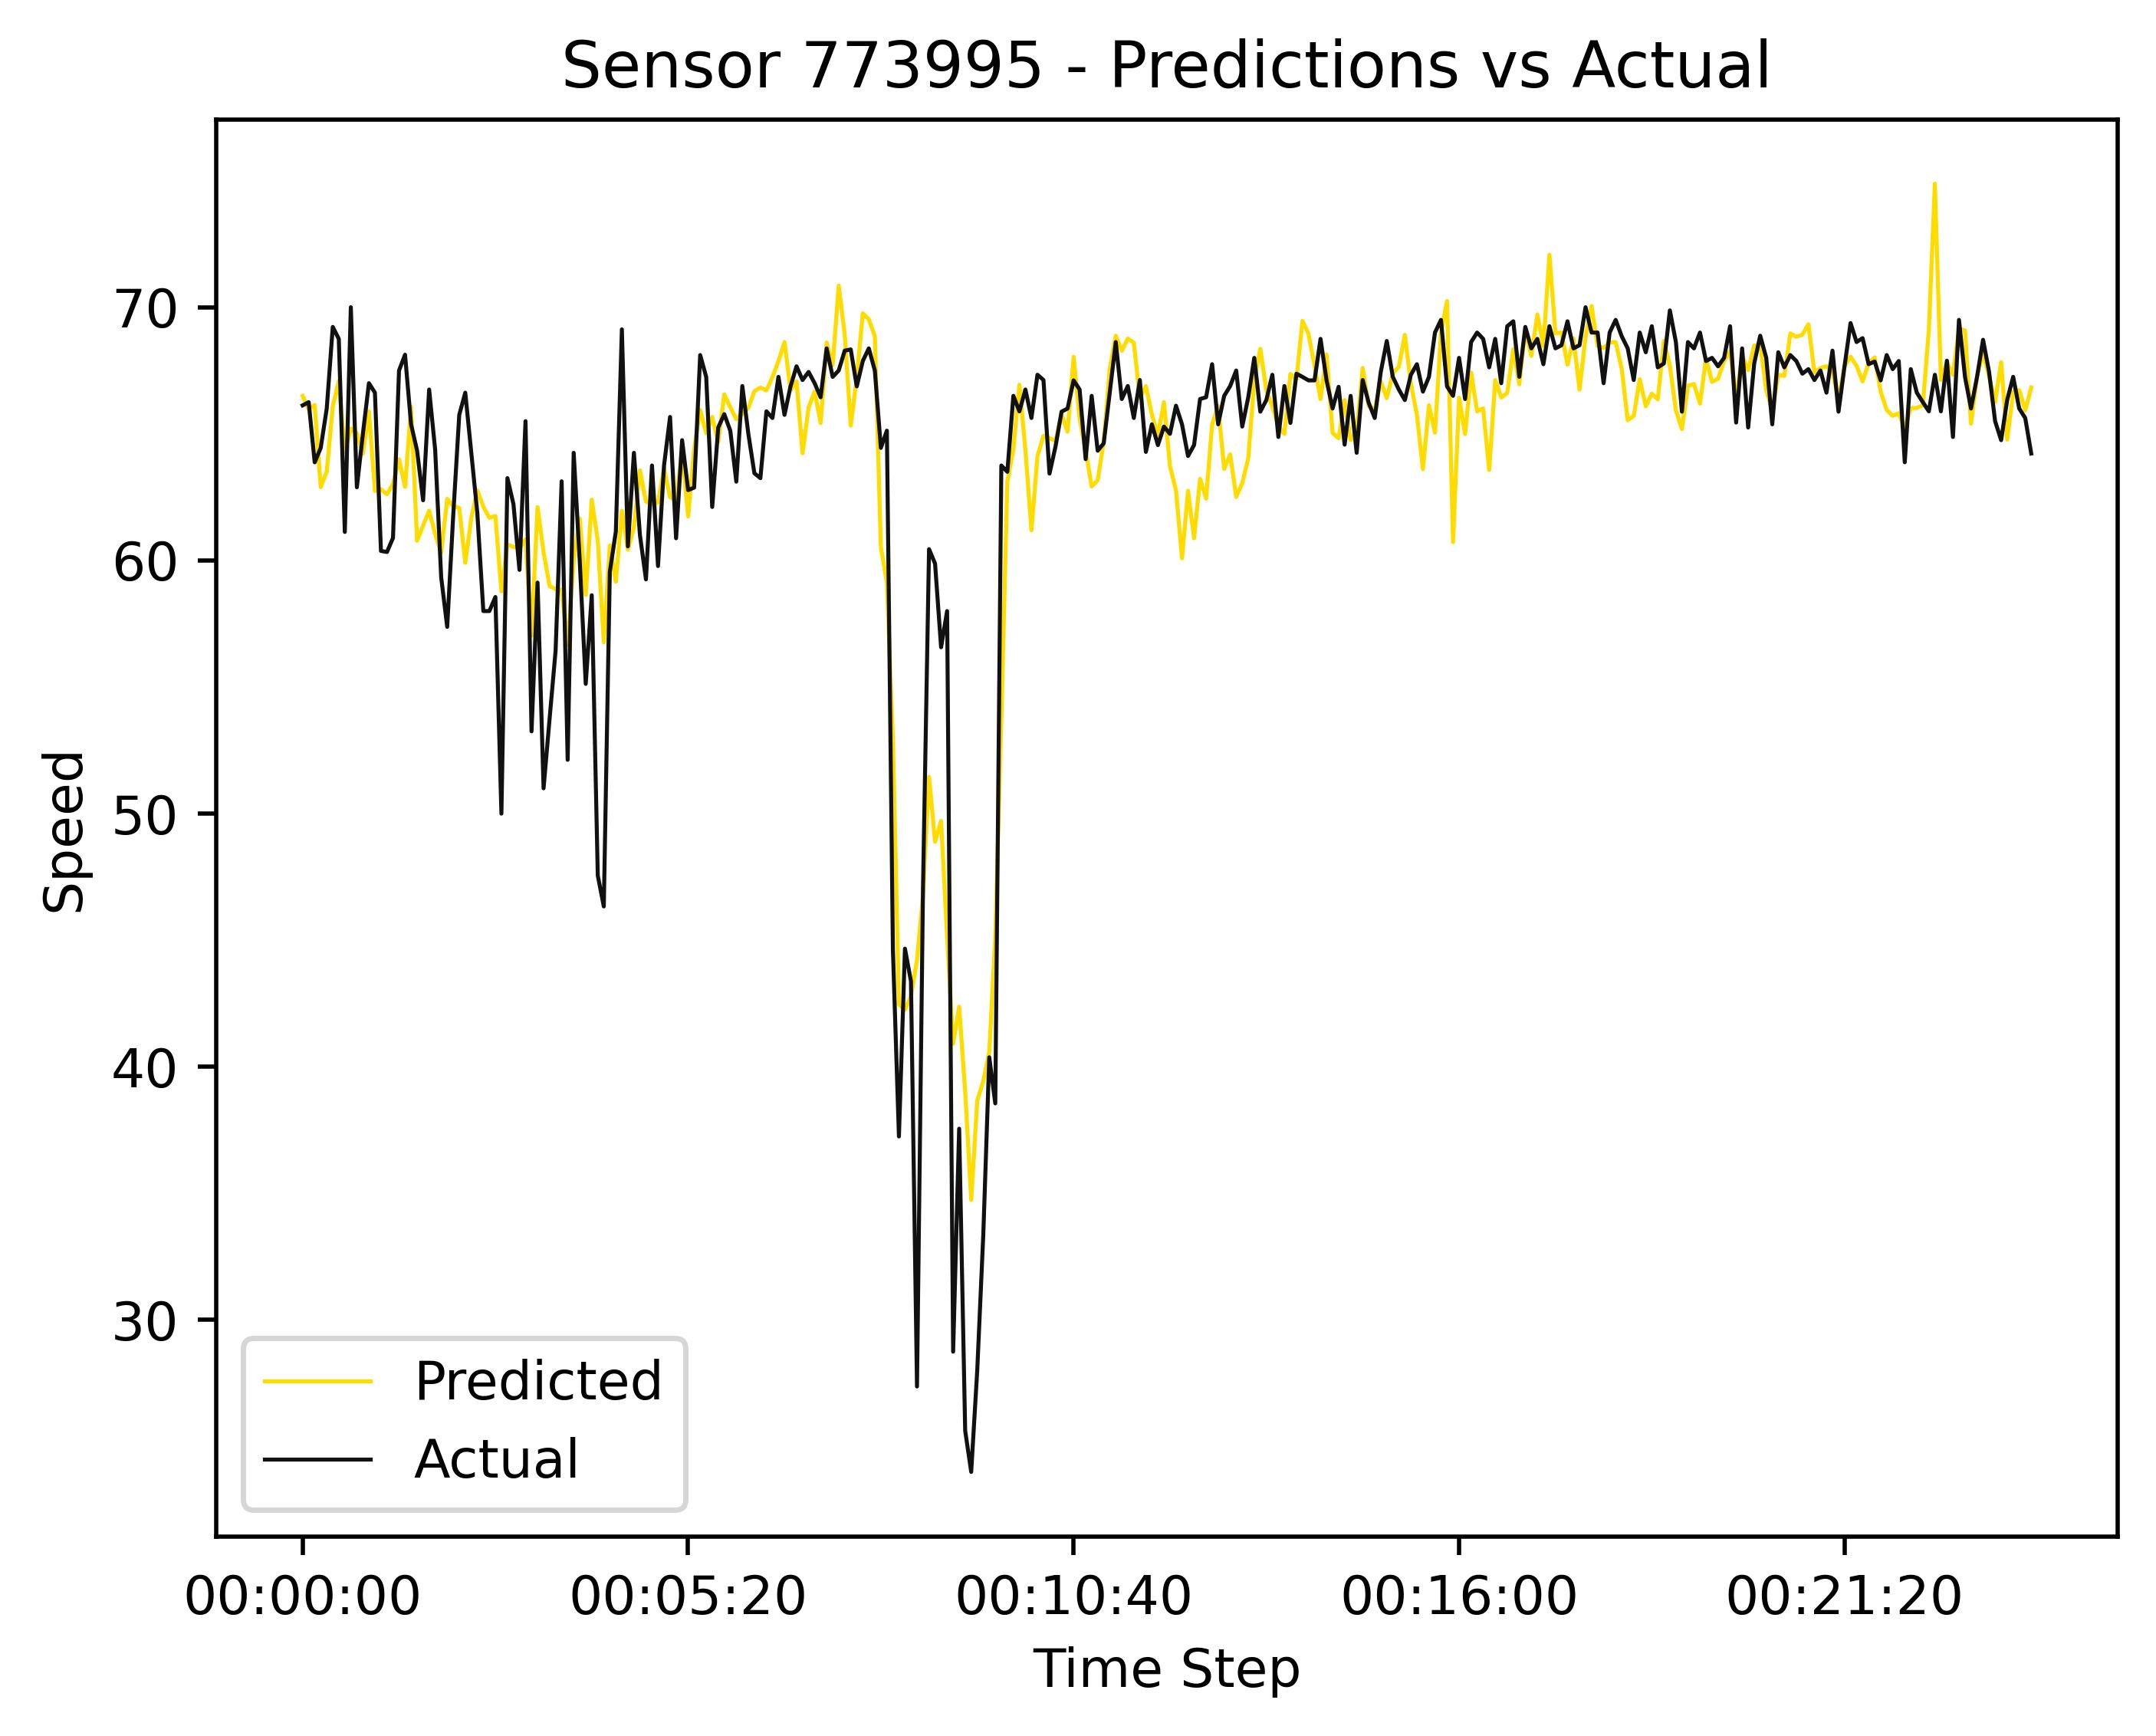 Sensor 773995 - Predictions vs Actual
70
60
50
40
30
Speed
Predicted
Actual
00:00:00 00:05:20 00:10:40 00:16:00 00:21:20
Time Step